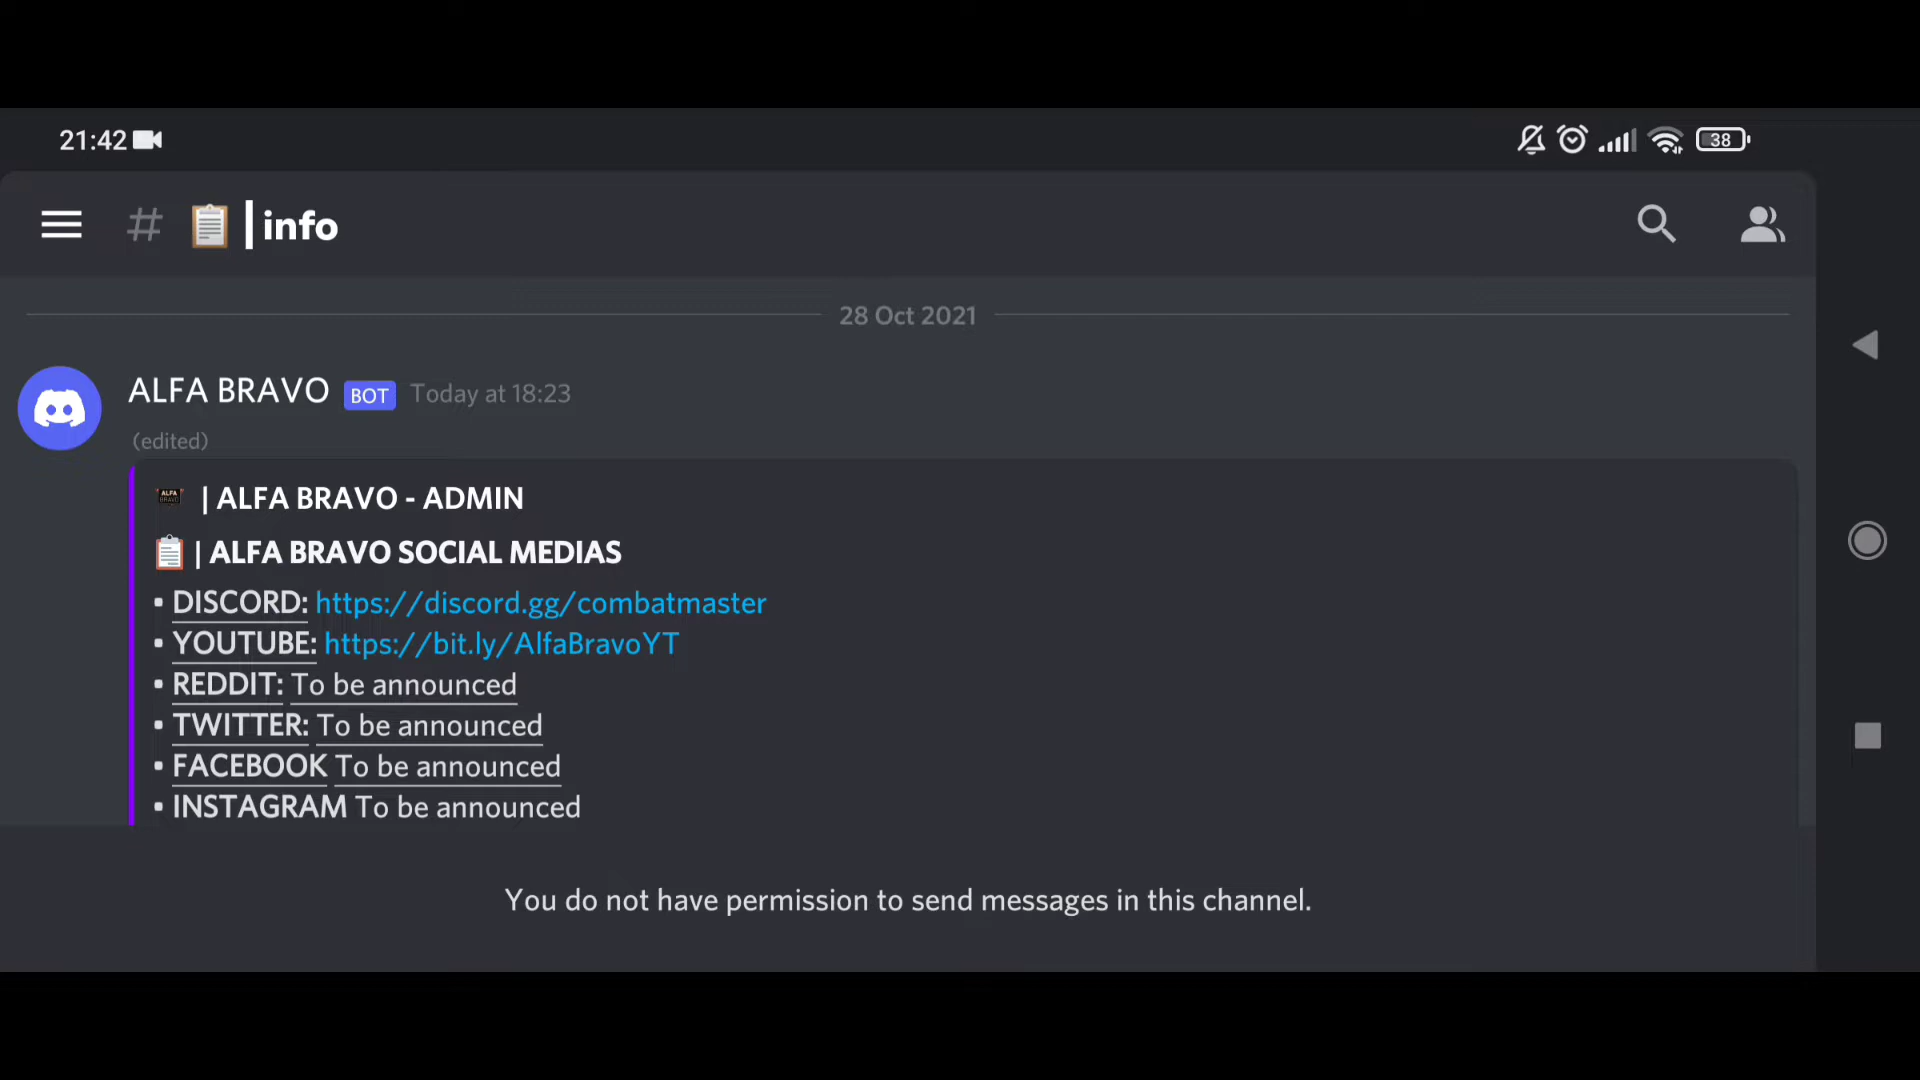 21:42
38
# | info
28 Oct 2021
ALFA BRAVO BOT Today at 18:23
(edited)
ALFA BRAVO | ALFA BRAVO - ADMIN
| ALFA BRAVO SOCIAL MEDIAS
• DISCORD: https://discord.gg/combatmaster
• YOUTUBE: https://bit.ly/AlfaBravoYT
• REDDIT: To be announced
• TWITTER: To be announced
• FACEBOOK To be announced
• INSTAGRAM To be announced
You do not have permission to send messages in this channel.